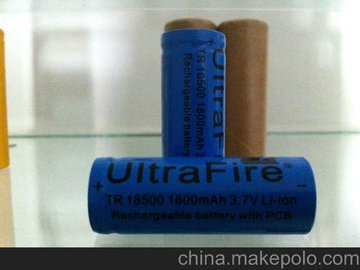 UltraFire
TR 18500 1800mAh
Rechargeable battery
UltraFire®
TR 18500 1800mAh 3.7V Li-ion
Rechargeable battery with PCB
china.makepolo.com